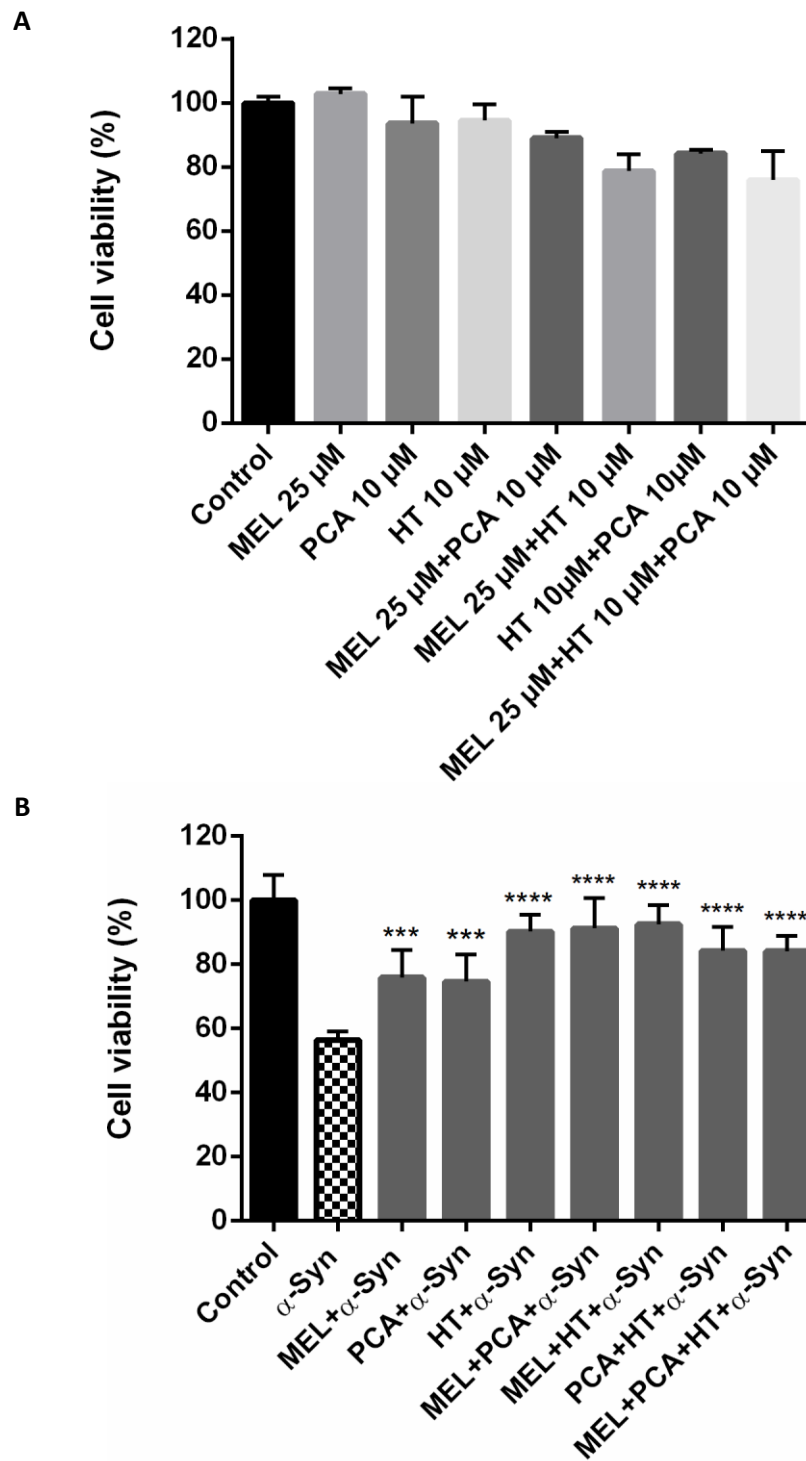 A
Cell viability (%)
120
100
80
60
40
20
0
Control
MEL 25 µM
PCA 10 µM
HT 10 µM
MEL 25 µM+PCA 10 µM
MEL 25 µM+HT 10 µM
HT 10µM+PCA 10µM
MEL 25 µM+HT 10 µM+PCA 10 µM
B
Cell viability (%)
120
100
80
60
40
20
0
***
***
****
****
****
****
****
Control
α-Syn
MEL+α-Syn
PCA+α-Syn
HT+α-Syn
MEL+PCA+α-Syn
MEL+HT+α-Syn
PCA+HT+α-Syn
MEL+PCA+HT+α-Syn